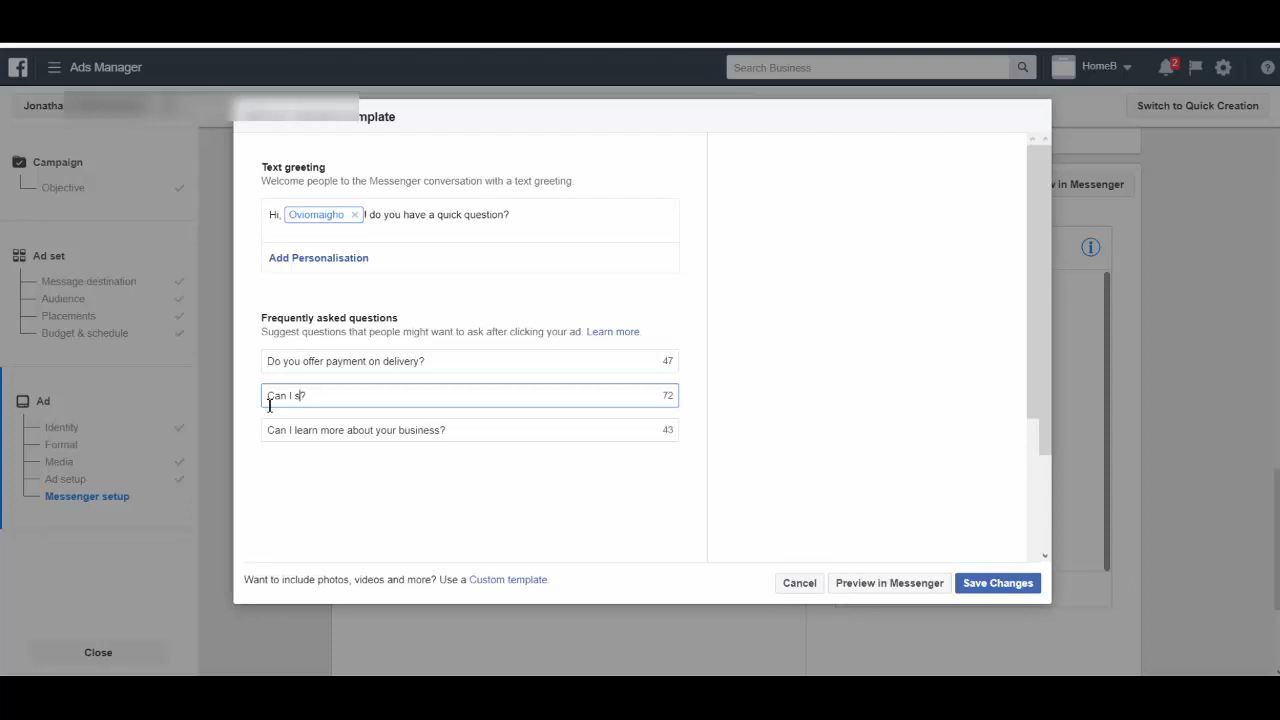 Ads Manager
Search Business
HomeB
2
Jonatha
mplate
Switch to Quick Creation
Campaign
Objective
Text greeting
Welcome people to the Messenger conversation with a text greeting.
w in Messenger
Hi, Oviomaigho × do you have a quick question?
Add Personalisation
Ad set
Message destination
Audience
Placements
Budget & schedule
Frequently asked questions
Suggest questions that people might want to ask after clicking your ad. Learn more.
Do you offer payment on delivery? 47
Can I s? 72
Can I learn more about your business? 43
Ad
Identity
Format
Media
Ad setup
Messenger setup
Want to include photos, videos and more? Use a Custom template.
Cancel
Preview in Messenger
Save Changes
Close